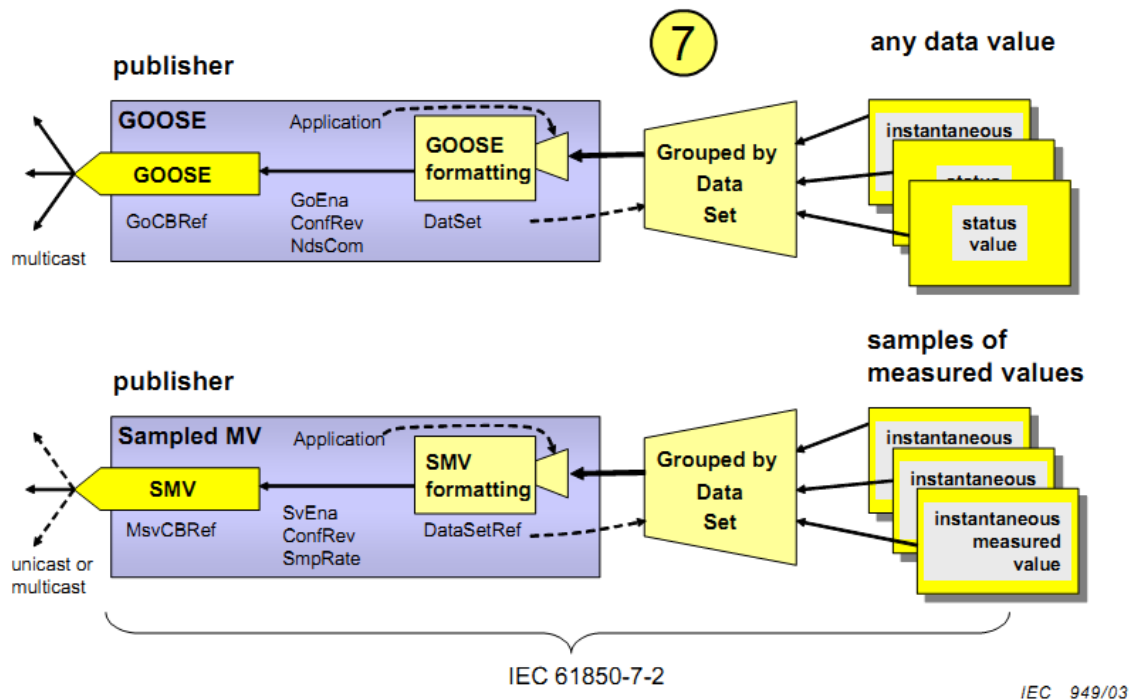 7
any data value
publisher
GOOSE
Application
GOOSE
formatting
GOOSE
GoCBRef
GoEna
ConfRev
NdsCom
DatSet
multicast
Grouped by
Data
Set
instantaneous
status
status
value
samples of
measured values
publisher
Sampled MV
Application
SMV
formatting
SMV
MsvCBRef
SvEna
ConfRev
SmpRate
DataSetRef
unicast or
multicast
Grouped by
Data
Set
instantaneous
instantaneous
instantaneous
measured
value
IEC 61850-7-2
IEC 949/03